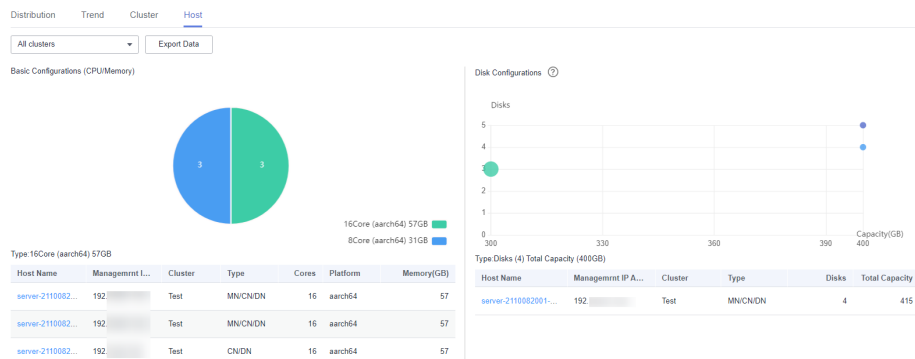 Distribution Trend Cluster Host
All clusters Export Data
Basic Configurations (CPU/Memory)
3 3
16Core (aarch64) 57GB
8Core (aarch64) 31GB
Type:16Core (aarch64) 57GB
Host Name Managemrnt I... Cluster Type Cores Platform Memory(GB)
server-2110082... 192. Test MN/CN/DN 16 aarch64 57
server-2110082... 192. Test MN/CN/DN 16 aarch64 57
server-2110082... 192. Test CN/DN 16 aarch64 57
Disk Configurations ?
Disks
5
4
3
2
1
0
300 330 360 390 400
Capacity(GB)
Type:Disks (4) Total Capacity (400GB)
Host Name Managemrnt IP A... Cluster Type Disks Total Capacity
server-2110082001-... 192. Test MN/CN/DN 4 415